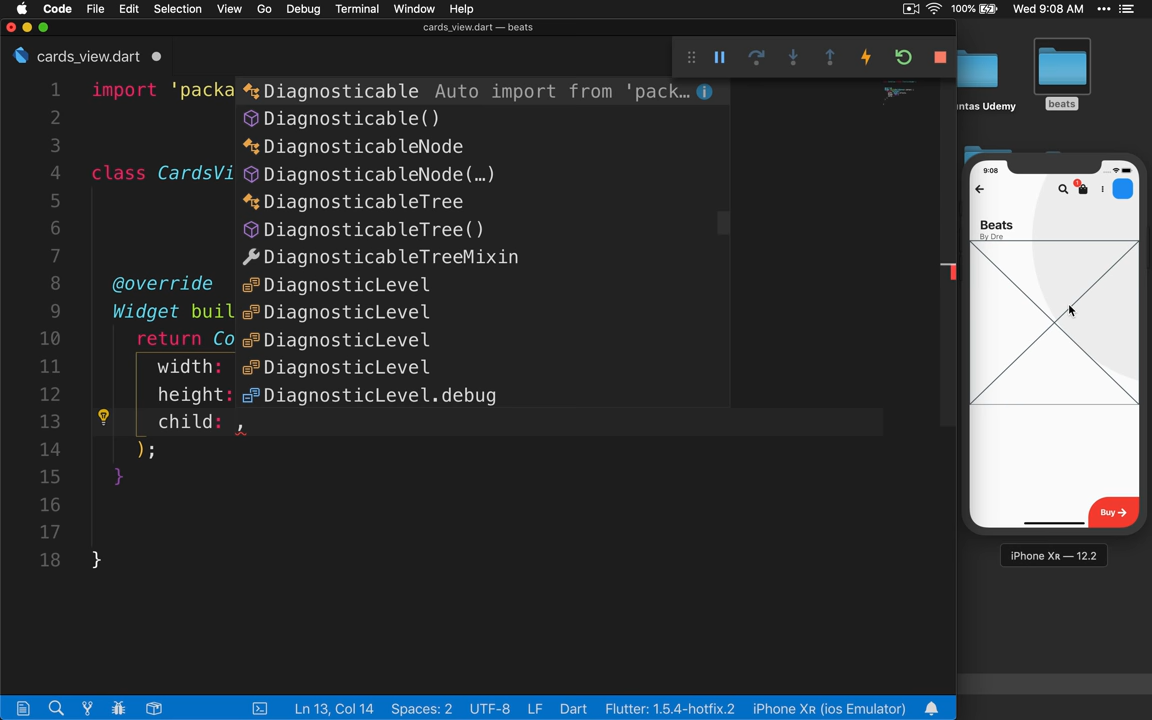 Code File Edit Selection View Go Debug Terminal Window Help 100% Wed 9:08 AM
cards_view.dart — beats
cards_view.dart
1 import 'packa
2
3
4 class CardsVi
5
6
7
8 @override
9 Widget buil
10 return Co
11 width:
12 height:
13 child: ,
14 );
15 }
16
17
18 }
Diagnosticable Auto import from 'pack...
Diagnosticable()
DiagnosticableNode
DiagnosticableNode(…)
DiagnosticableTree
DiagnosticableTree()
DiagnosticableTreeMixin
DiagnosticLevel
DiagnosticLevel
DiagnosticLevel
DiagnosticLevel
DiagnosticLevel.debug
ntas Udemy
beats
9:08
1
Beats
By Dre
Buy
iPhone Xʀ — 12.2
Ln 13, Col 14 Spaces: 2 UTF-8 LF Dart Flutter: 1.5.4-hotfix.2 iPhone Xʀ (ios Emulator)